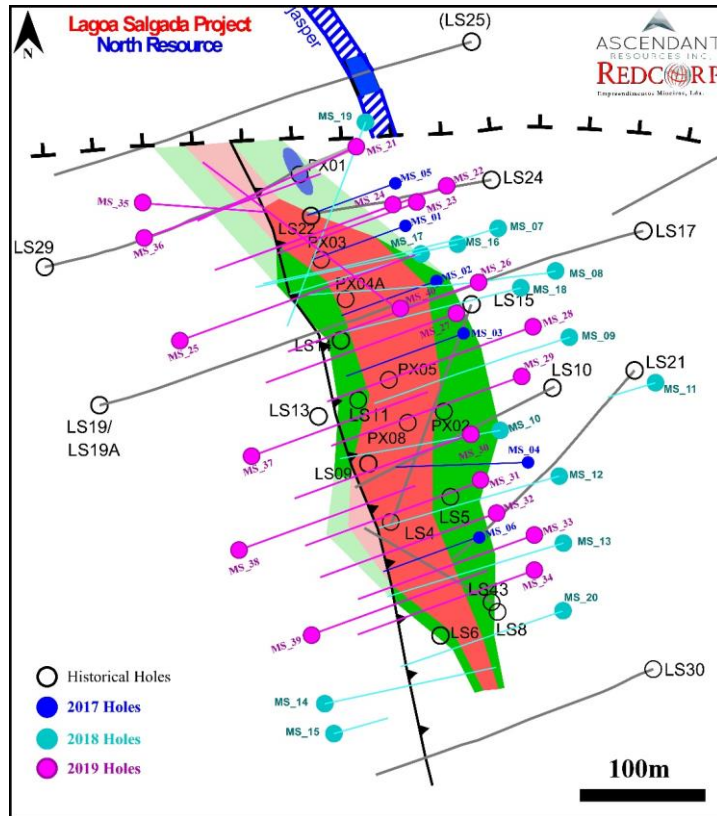 Lagoa Salgada Project
North Resource
N
jasper
(LS25)
ASCENDANT
RESOURCES INC.
REDCORP
Empreendimentos Mineiros, Lda.
MS_19
MS_21
PX01
MS_05
MS_22
LS24
MS_35
MS_24
MS_23
LS22
MS_01
MS_36
MS_07
LS17
PX03
MS_17
MS_16
LS29
MS_26
MS_08
MS_02
PX04A
MS_18
MS_40
LS15
MS_27
MS_28
MS_25
MS_03
MS_09
MS_29
LS21
PX05
LS10
MS_11
LS19/
LS19A
LS13
LS11
PX02
PX08
MS_10
MS_30
MS_04
MS_37
LS09
MS_31
MS_12
LS5
MS_32
LS4
MS_33
MS_38
MS_06
MS_13
MS_34
LS43
MS_20
LS8
MS_39
LS6
LS30
Historical Holes
2017 Holes
MS_14
2018 Holes
MS_15
2019 Holes
100m